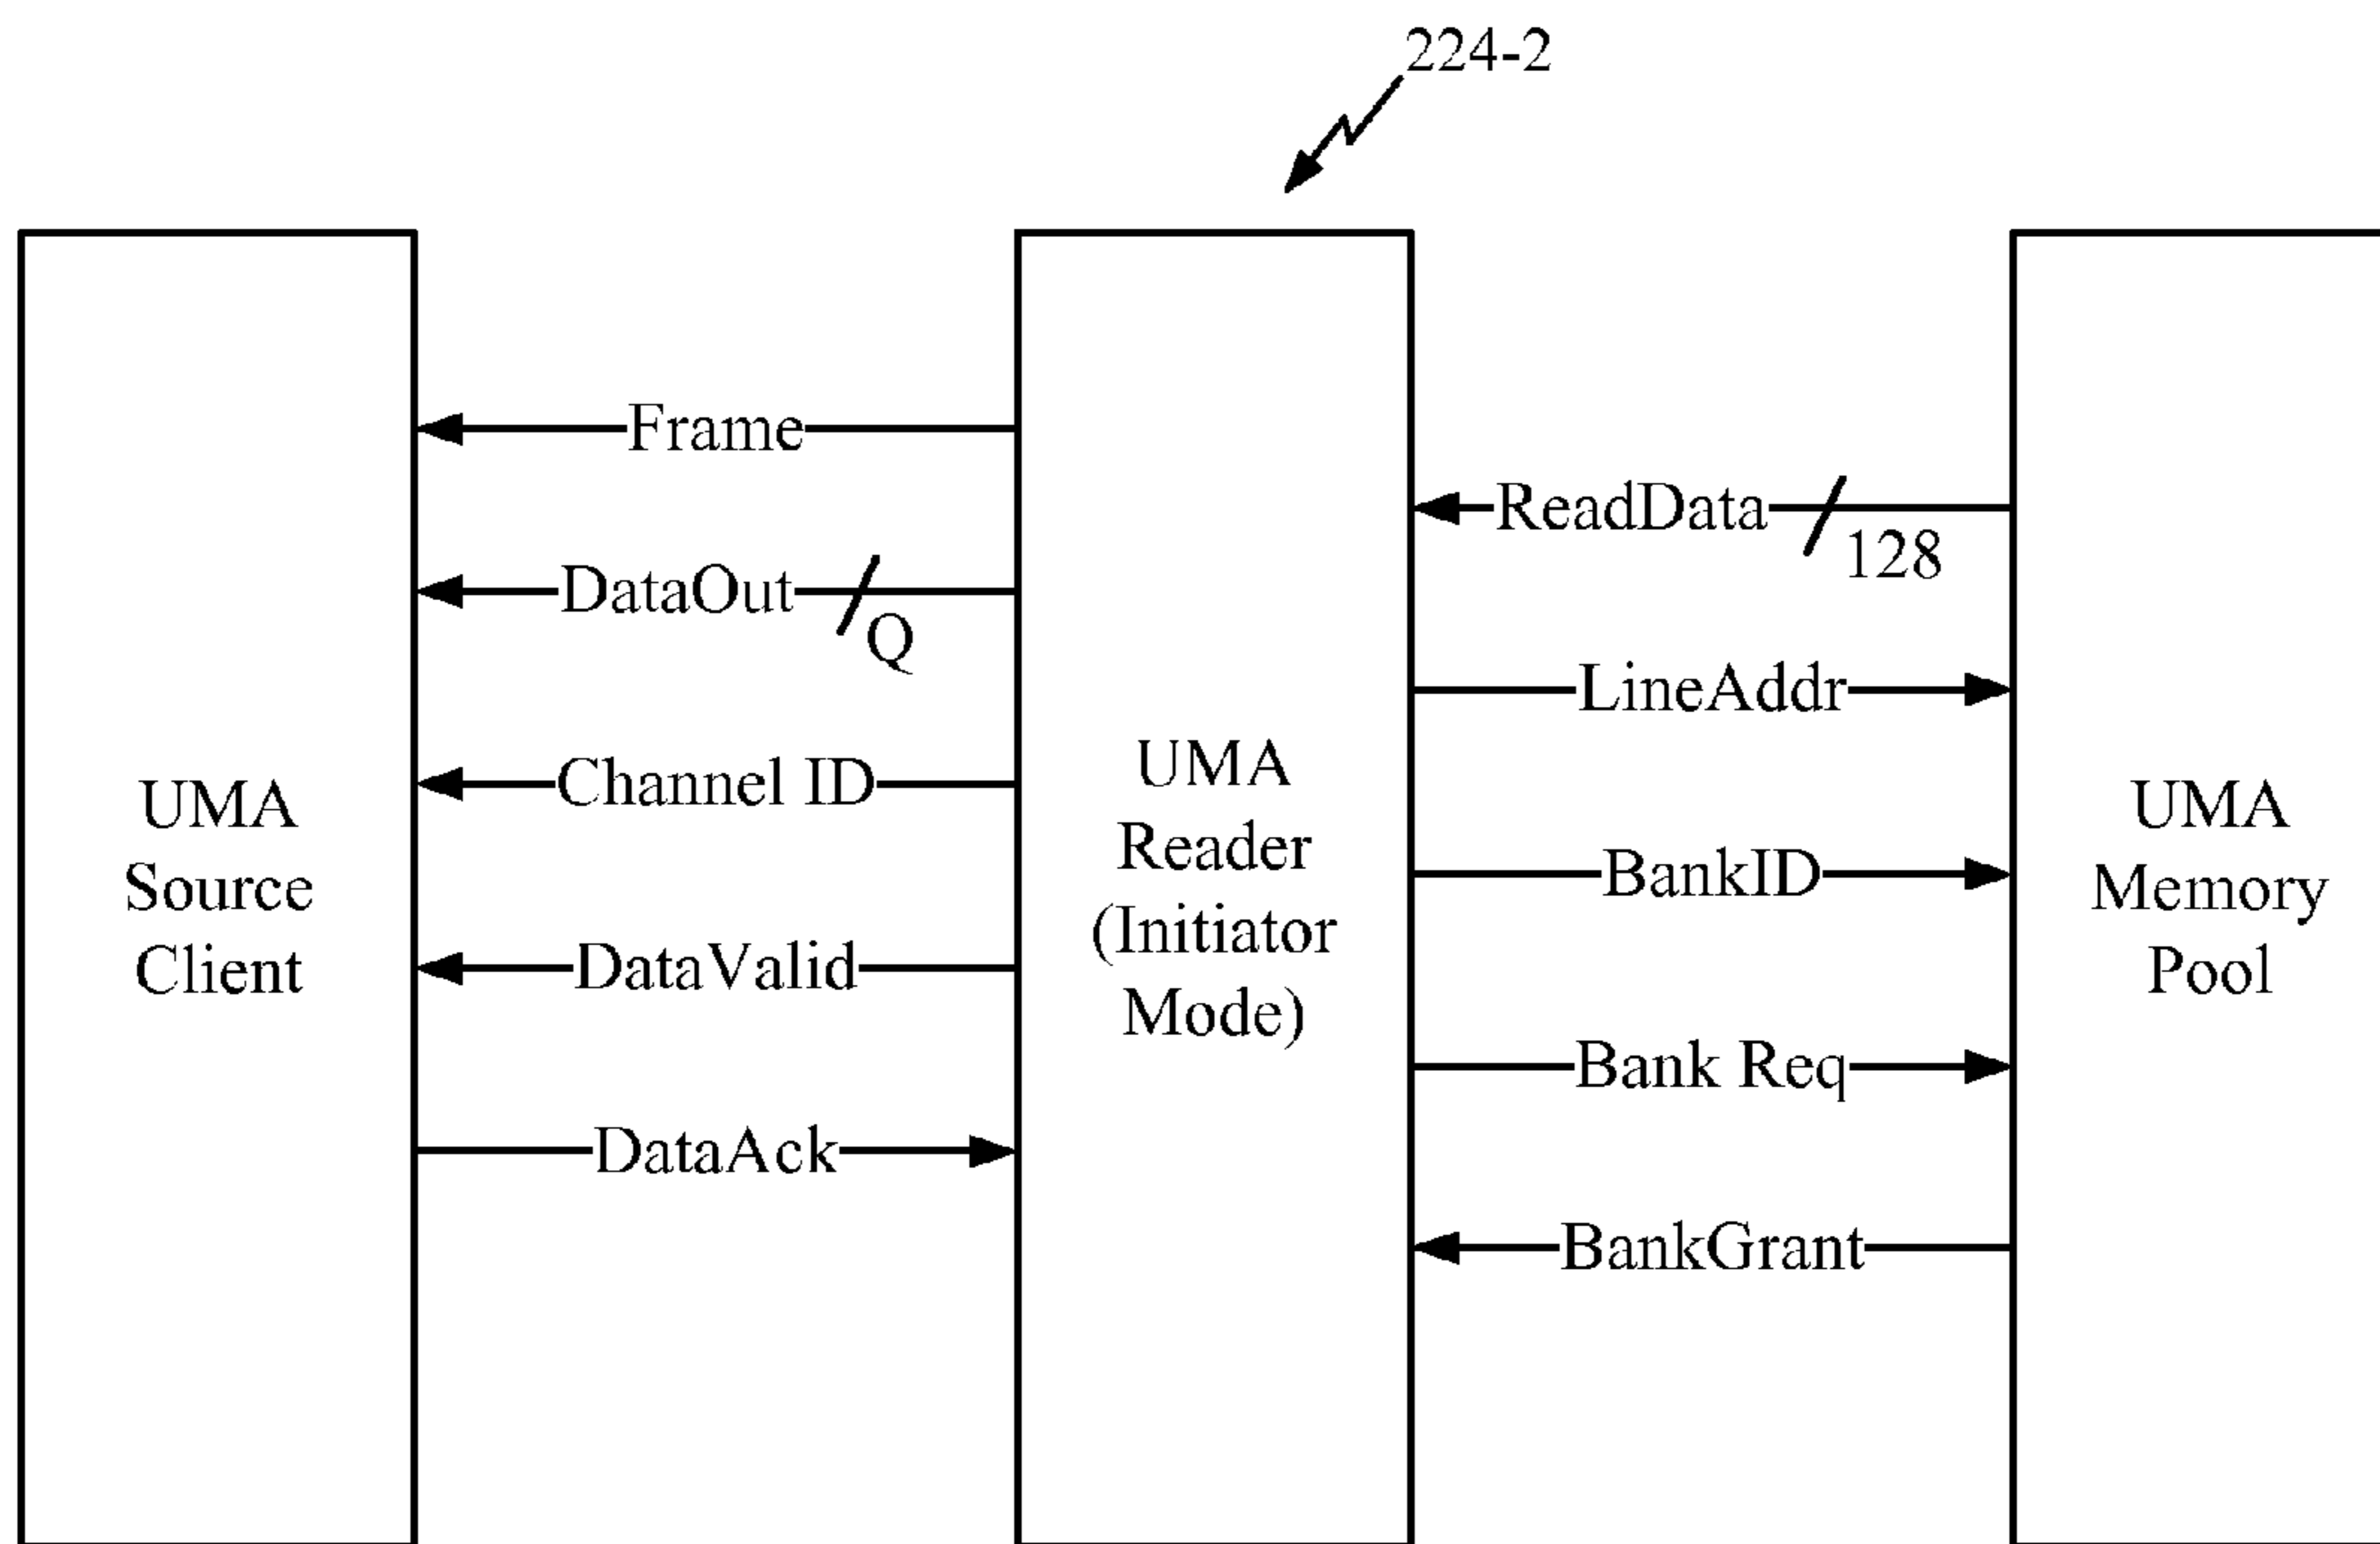 224-2
Frame
ReadData
128
DataOut
Q
LineAddr
Channel ID
UMA
Source
Client
UMA
Reader
(Initiator
Mode)
BankID
UMA
Memory
Pool
DataValid
Bank Req
DataAck
BankGrant